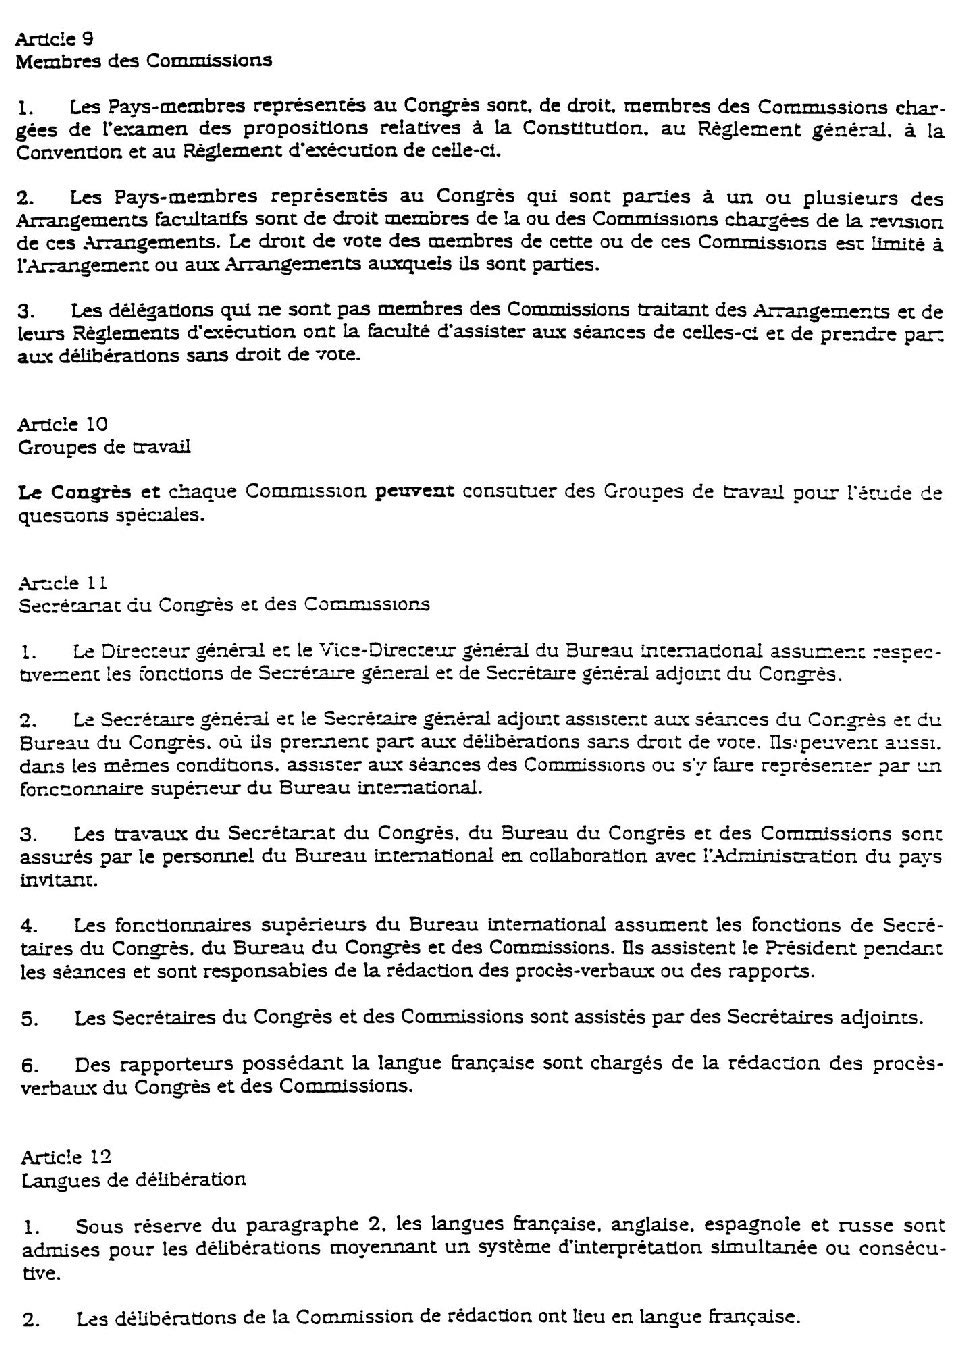 Article 9
Membres des Commissions
1. Les Pays-membres représentés au Congrès sont, de droit, membres des Commissions char-
gées de l'examen des propositions relatives à la Constitution, au Règlement général, à la
Convention et au Règlement d'exécution de celle-ci.
2. Les Pays-membres représentés au Congrès qui sont parties à un ou plusieurs des
Arrangements facultatifs sont de droit membres de la ou des Commissions chargées de la revision
de ces Arrangements. Le droit de vote des membres de cette ou de ces Commissions est limité à
l'Arrangement ou aux Arrangements auxquels ils sont parties.
3. Les délégations qui ne sont pas membres des Commissions traitant des Arrangements et de
leurs Règlements d'exécution ont la faculté d'assister aux séances de celles-ci et de prendre part
aux délibérations sans droit de vote.
Article 10
Groupes de travail
Le Congrès et chaque Commission peuvent constituer des Groupes de travail pour l'étude de
questions spéciales.
Article 11
Secrétariat du Congrès et des Commissions
1. Le Directeur général et le Vice-Directeur général du Bureau international assument respec-
tivement les fonctions de Secrétaire général et de Secrétaire général adjoint du Congrès.
2. Le Secrétaire général et le Secrétaire général adjoint assistent aux séances du Congrès et du
Bureau du Congrès, où ils prennent part aux délibérations sans droit de vote. Ils peuvent aussi,
dans les mêmes conditions, assister aux séances des Commissions ou s'y faire représenter par un
fonctionnaire supérieur du Bureau international.
3. Les travaux du Secrétariat du Congrès, du Bureau du Congrès et des Commissions sont
assurés par le personnel du Bureau international en collaboration avec l'Administration du pays
invitant.
4. Les fonctionnaires supérieurs du Bureau international assument les fonctions de Secré-
taires du Congrès, du Bureau du Congrès et des Commissions. Ils assistent le Président pendant
les séances et sont responsables de la rédaction des procès-verbaux ou des rapports.
5. Les Secrétaires du Congrès et des Commissions sont assistés par des Secrétaires adjoints.
6. Des rapporteurs possédant la langue française sont chargés de la rédaction des procès-
verbaux du Congrès et des Commissions.
Article 12
Langues de délibération
1. Sous réserve du paragraphe 2, les langues française, anglaise, espagnole et russe sont
admises pour les délibérations moyennant un système d'interprétation simultanée ou consécu-
tive.
2. Les délibérations de la Commission de rédaction ont lieu en langue française.